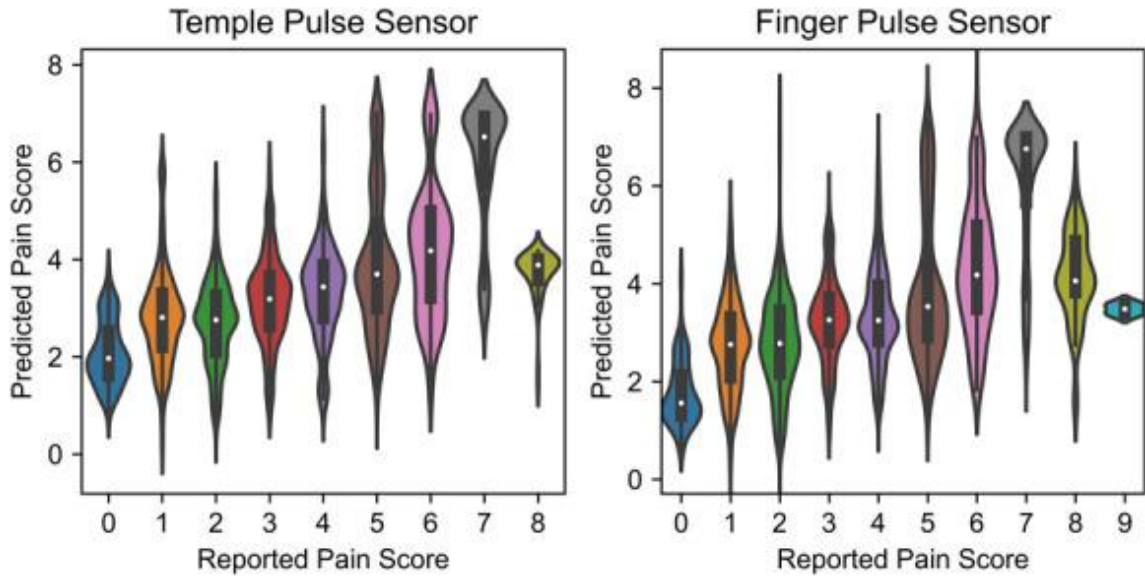 Temple Pulse Sensor
Predicted Pain Score
8
6
4
2
0
0 1 2 3 4 5 6 7 8
Reported Pain Score
Finger Pulse Sensor
Predicted Pain Score
8
6
4
2
0
0 1 2 3 4 5 6 7 8 9
Reported Pain Score